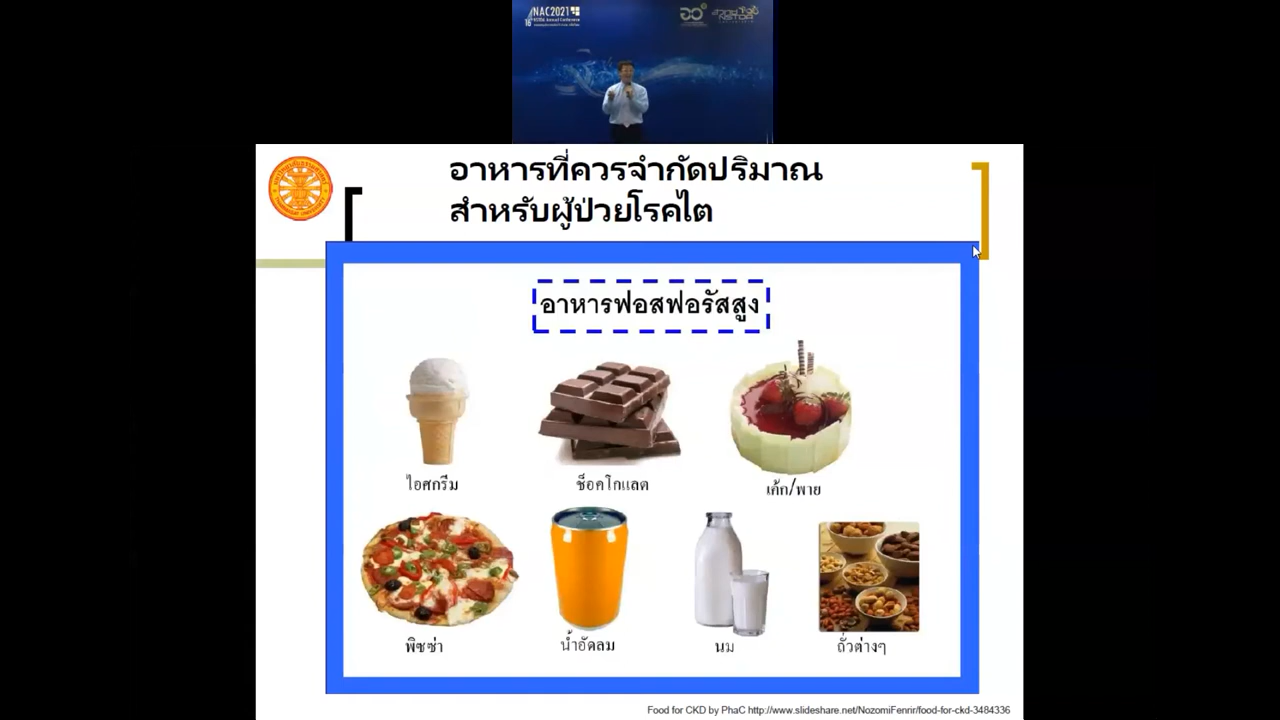 NAC2021
อาหารที่ควรจำกัดปริมาณ
สำหรับผู้ป่วยโรคไต
อาหารฟอสฟอรัสสูง
ไอศกรีม
ช็อคโกแลต
เค้ก/พาย
พิซซ่า
น้ำอัดลม
นม
ถั่วต่างๆ
Food for CKD by PhaC http://www.slideshare.net/NozomiFenrir/food-for-ckd-3484336